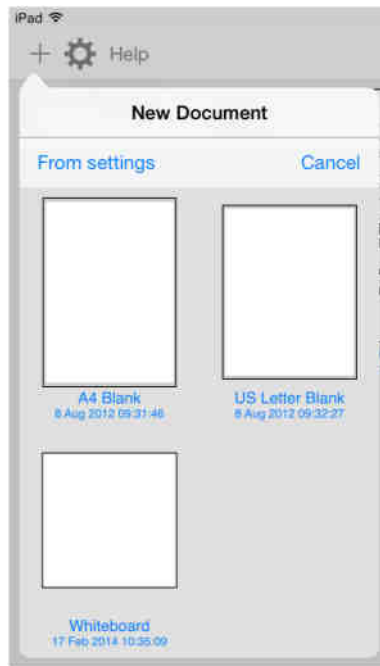 iPad
Help
New Document
From settings Cancel
A4 Blank US Letter Blank
8 Aug 2012 09:31:46 8 Aug 2012 09:32:27
Whiteboard
17 Feb 2014 10:35:09